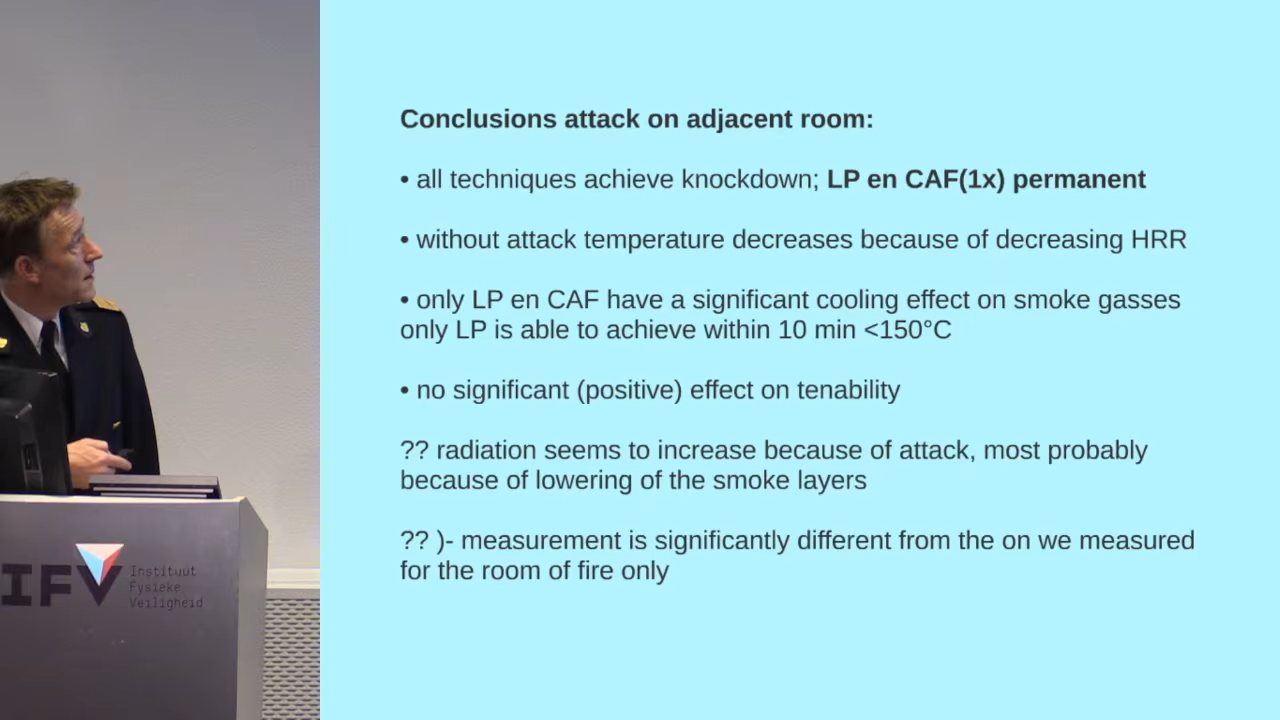 Conclusions attack on adjacent room:
• all techniques achieve knockdown; LP en CAF(1x) permanent
• without attack temperature decreases because of decreasing HRR
• only LP en CAF have a significant cooling effect on smoke gasses
only LP is able to achieve within 10 min <150°C
• no significant (positive) effect on tenability
?? radiation seems to increase because of attack, most probably
because of lowering of the smoke layers
?? )- measurement is significantly different from the on we measured
for the room of fire only
IFV
Instituut
Fysieke
Veiligheid